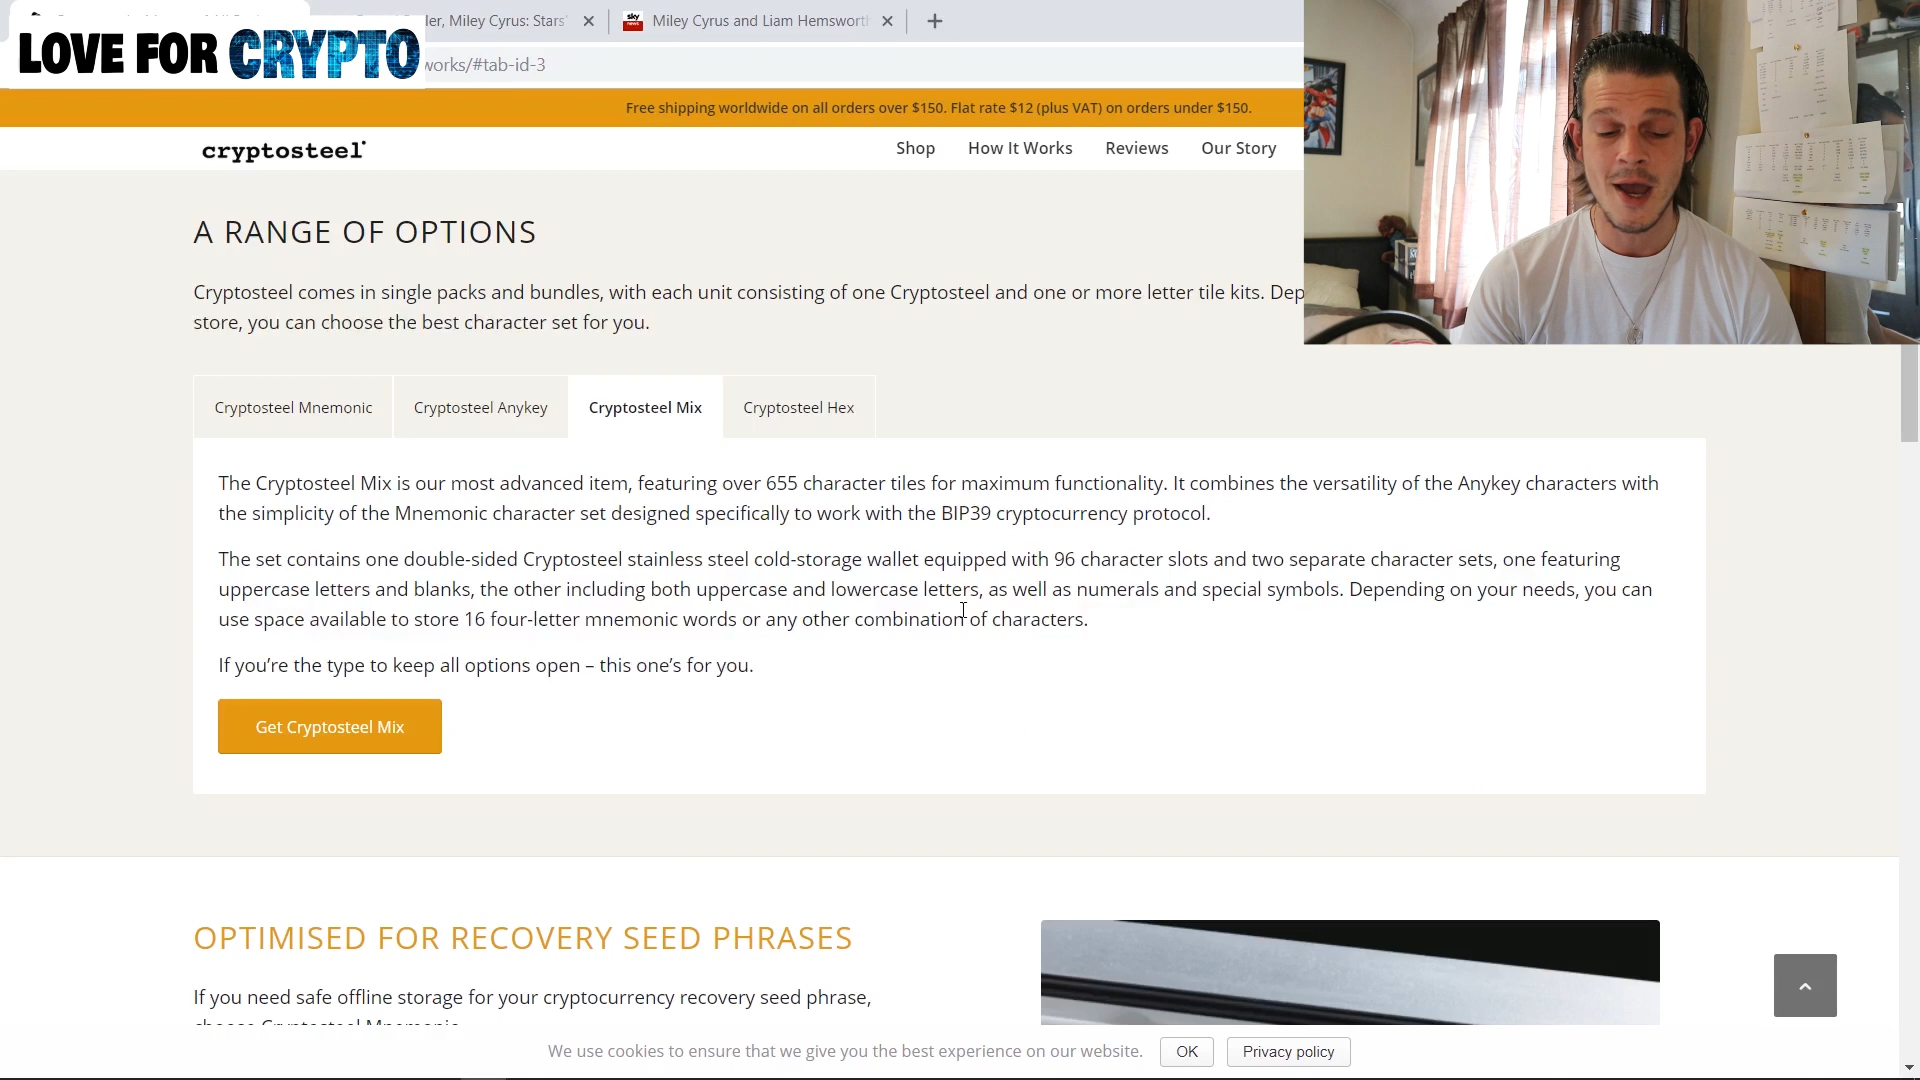 ler, Miley Cyrus: Stars'
Miley Cyrus and Liam Hemsworth
LOVE FOR CRYPTO
works/#tab-id-3
Free shipping worldwide on all orders over $150. Flat rate $12 (plus VAT) on orders under $150.
cryptosteel
Shop How It Works Reviews Our Story
A RANGE OF OPTIONS
Cryptosteel comes in single packs and bundles, with each unit consisting of one Cryptosteel and one or more letter tile kits. Dep
store, you can choose the best character set for you.
Cryptosteel Mnemonic Cryptosteel Anykey Cryptosteel Mix Cryptosteel Hex
The Cryptosteel Mix is our most advanced item, featuring over 655 character tiles for maximum functionality. It combines the versatility of the Anykey characters with
the simplicity of the Mnemonic character set designed specifically to work with the BIP39 cryptocurrency protocol.
The set contains one double-sided Cryptosteel stainless steel cold-storage wallet equipped with 96 character slots and two separate character sets, one featuring
uppercase letters and blanks, the other including both uppercase and lowercase letters, as well as numerals and special symbols. Depending on your needs, you can
use space available to store 16 four-letter mnemonic words or any other combination of characters.
If you’re the type to keep all options open – this one’s for you.
Get Cryptosteel Mix
OPTIMISED FOR RECOVERY SEED PHRASES
If you need safe offline storage for your cryptocurrency recovery seed phrase,
choose Cryptosteel Mnemonic
We use cookies to ensure that we give you the best experience on our website. OK Privacy policy